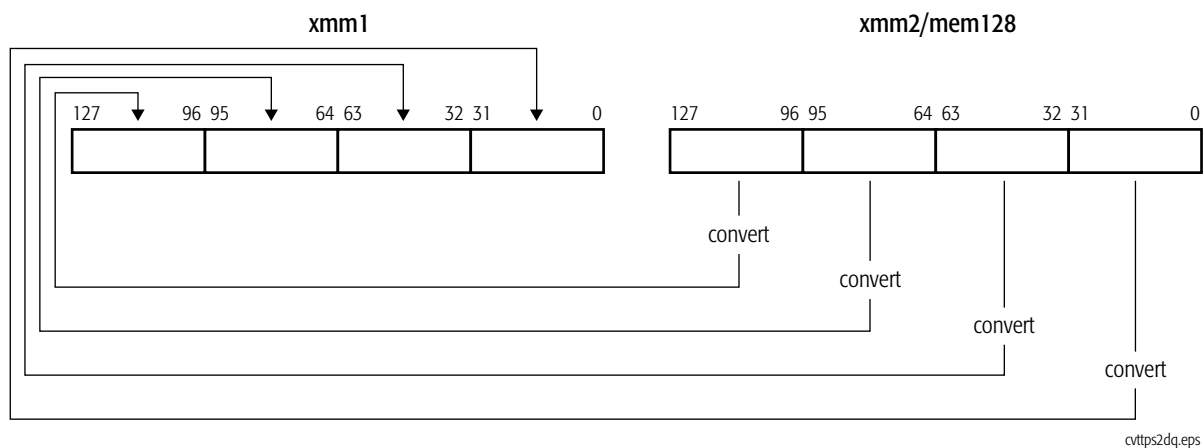 xmm1 xmm2/mem128
127 96 95 64 63 32 31 0 127 96 95 64 63 32 31 0
convert
convert
convert
convert
cvttps2dq.eps